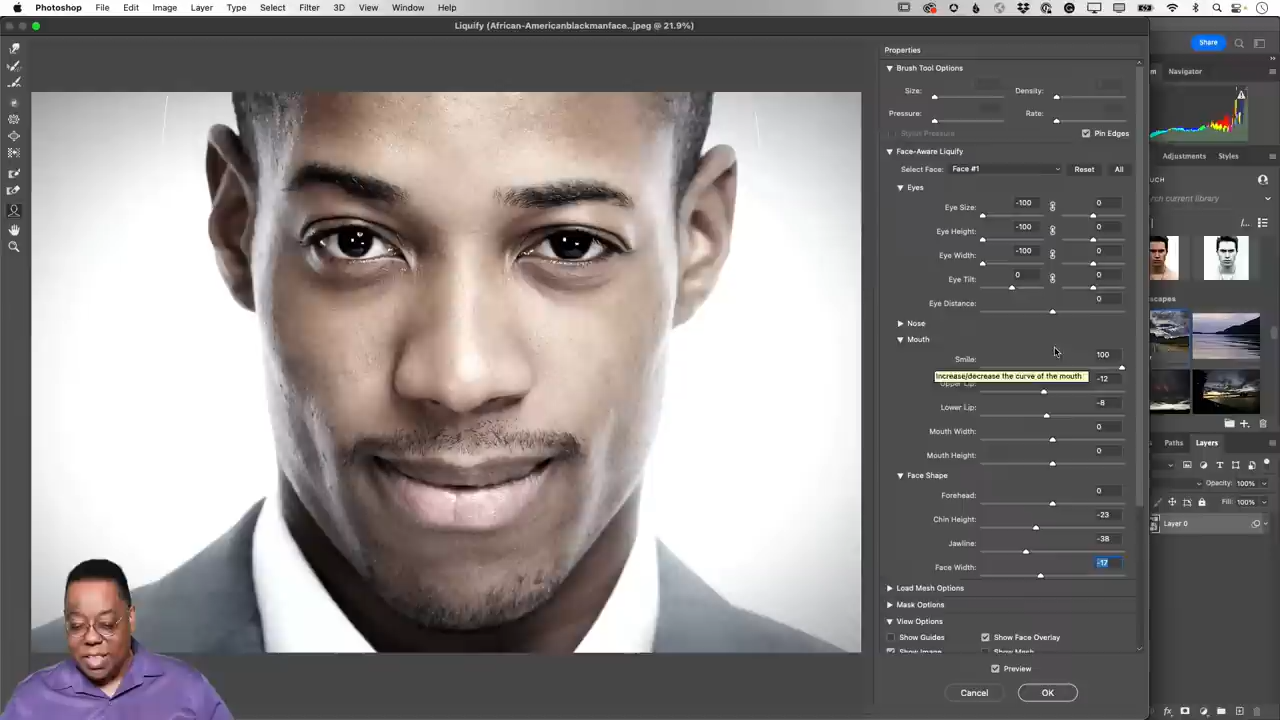 Photoshop File Edit Image Layer Type Select Filter 3D View Window Help
Liquify (African-Americanblackmanface..jpeg @ 21.9%)
Share
Properties
Navigator
Brush Tool Options
Size: Density:
Pressure: Rate:
Stylus Pressure Pin Edges
Face-Aware Liquify
Adjustments Styles
Select Face: Face #1 Reset All
Eyes
Eye Size: -100 0
rch current library
Eye Height: -100 0
Eye Width: -100 0
Eye Tilt: 0 0
Eye Distance: 0
scapes
Nose
Mouth
Smile: 100
Increase/decrease the curve of the mouth
Upper Lip: -12
Lower Lip: -8
Mouth Width: 0
Paths Layers
Mouth Height: 0
Face Shape
Opacity: 100%
Forehead: 0
Fill: 100%
Chin Height: -23
Layer 0
Jawline: -38
Face Width: -17
Load Mesh Options
Mask Options
View Options
Show Guides Show Face Overlay
Show Image Show Mesh
Preview
Cancel OK
fx